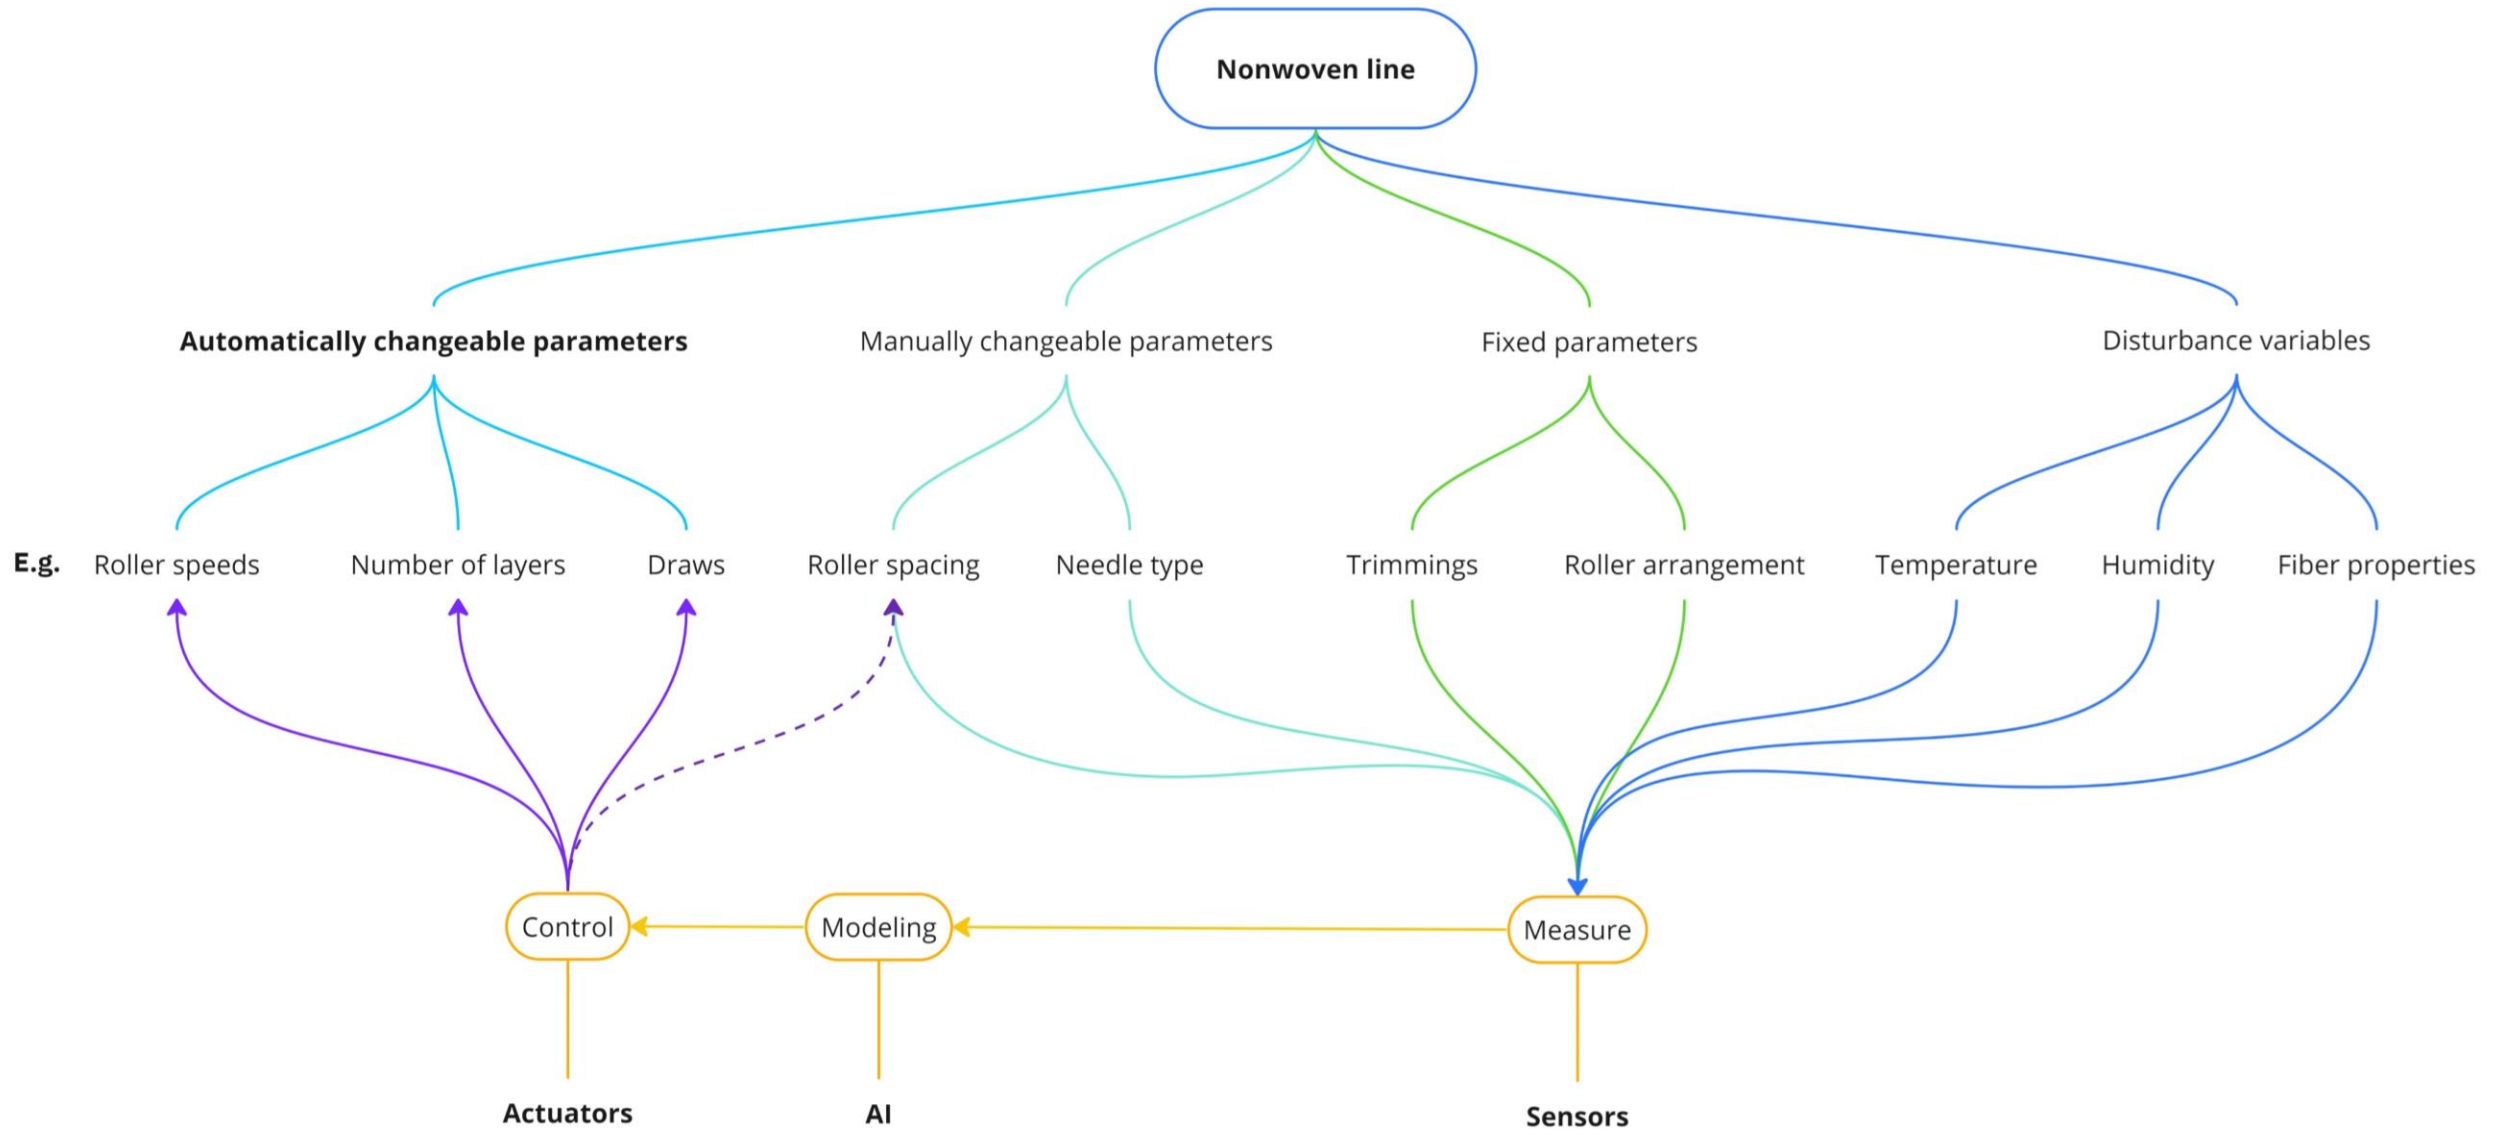 Nonwoven line
Automatically changeable parameters
Manually changeable parameters
Fixed parameters
Disturbance variables
E.g.
Roller speeds
Number of layers
Draws
Roller spacing
Needle type
Trimmings
Roller arrangement
Temperature
Humidity
Fiber properties
Control
Modeling
Measure
Actuators
AI
Sensors